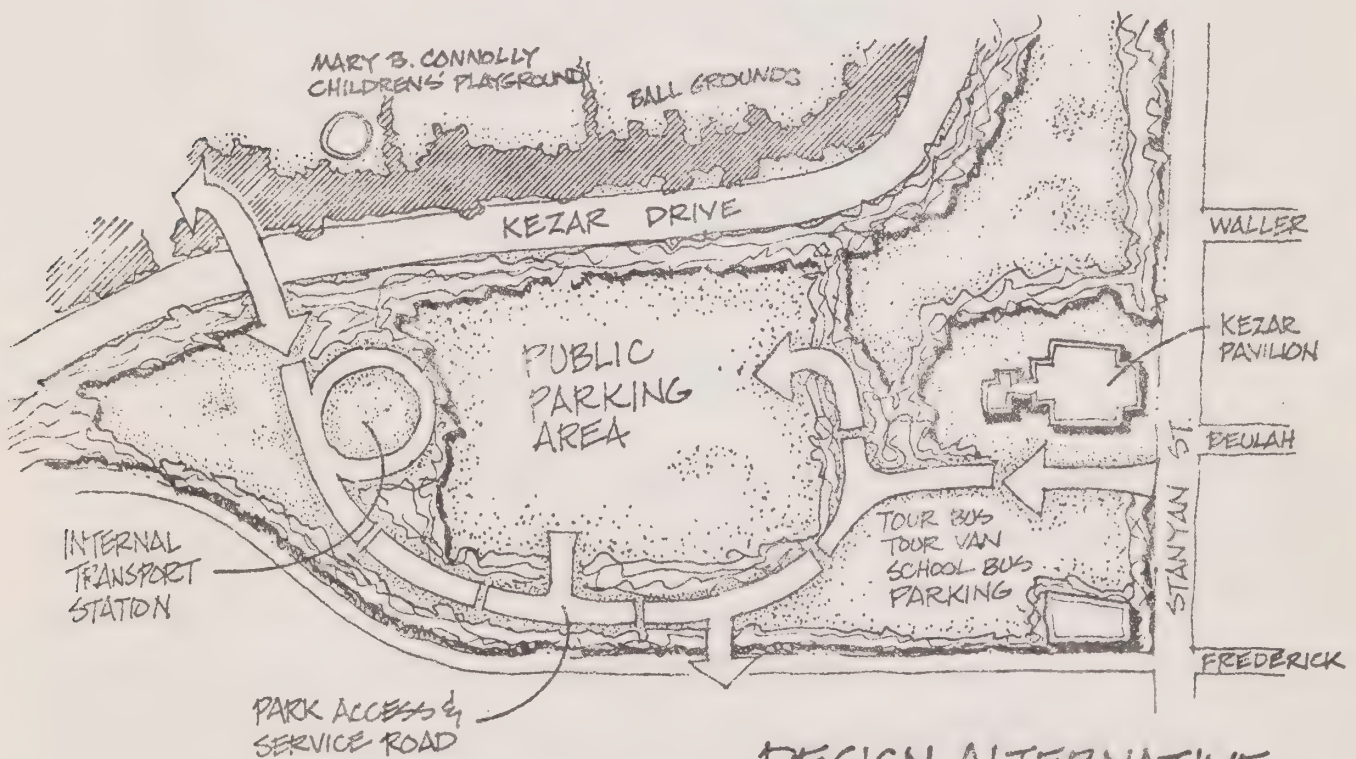 MARY B. CONNOLLY
CHILDRENS' PLAYGROUND
BALL GROUNDS
KEZAR DRIVE
WALLER
KEZAR
PAVILION
PUBLIC
PARKING
AREA
BEULAH
STANYAN ST
TOUR BUS
TOUR VAN
SCHOOL BUS
PARKING
INTERNAL
TRANSPORT
STATION
FREDERICK
PARK ACCESS &
SERVICE ROAD
DESIGN ALTERNATIVE